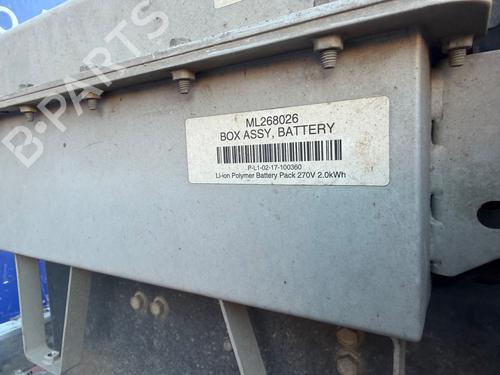 ML268026
BOX ASSY, BATTERY
P-L1-02-17-100360
Li-ion Polymer Battery Pack 270V 2.0kWh
B-PARTS